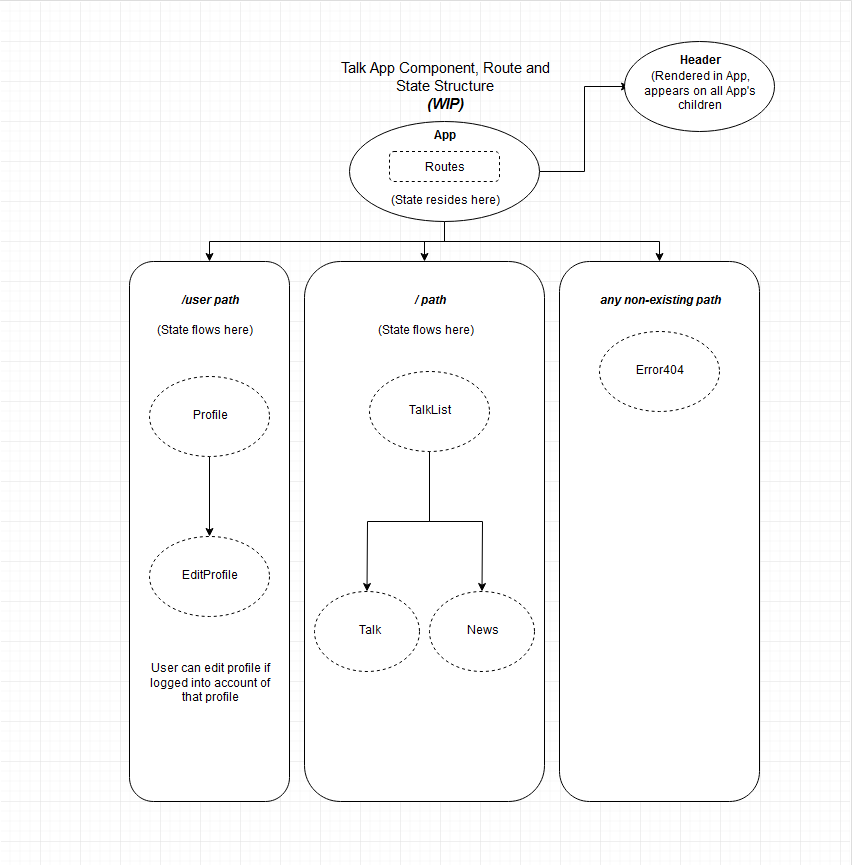 Talk App Component, Route and
State Structure
(WIP)
Header
(Rendered in App,
appears on all App's
children
App
Routes
(State resides here)
/user path
(State flows here)
Profile
EditProfile
User can edit profile if
logged into account of
that profile
/ path
(State flows here)
TalkList
Talk
News
any non-existing path
Error404